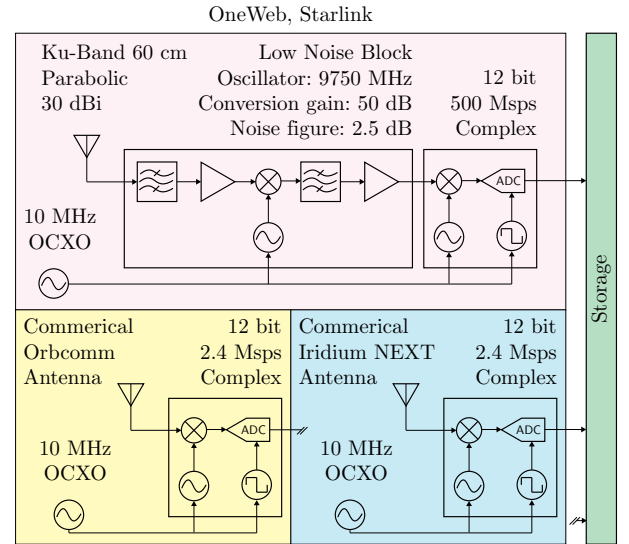 OneWeb, Starlink
Ku-Band 60 cm
Parabolic
30 dBi
Low Noise Block
Oscillator: 9750 MHz
Conversion gain: 50 dB
Noise figure: 2.5 dB
12 bit
500 Msps
Complex
ADC
10 MHz
OCXO
Storage
Commerical
Orbcomm
Antenna
12 bit
2.4 Msps
Complex
ADC
10 MHz
OCXO
Commerical
Iridium NEXT
Antenna
12 bit
2.4 Msps
Complex
ADC
10 MHz
OCXO